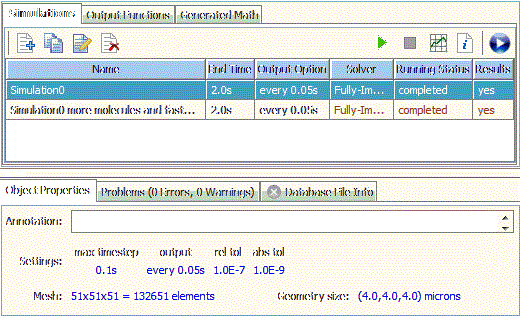 Simulations Output Functions Generated Math
Name End Time Output Option Solver Running Status Results
Simulation0 2.0s every 0.05s Fully-Im... completed yes
Simulation0 more molecules and fast... 2.0s every 0.05s Fully-Im... completed yes
Object Properties Problems (0 Errors, 0 Warnings) Database File Info
Annotation:
max timestep output rel tol abs tol
Settings:
0.1s every 0.05s 1.0E-7 1.0E-9
Mesh: 51x51x51 = 132651 elements Geometry size: (4.0,4.0,4.0) microns